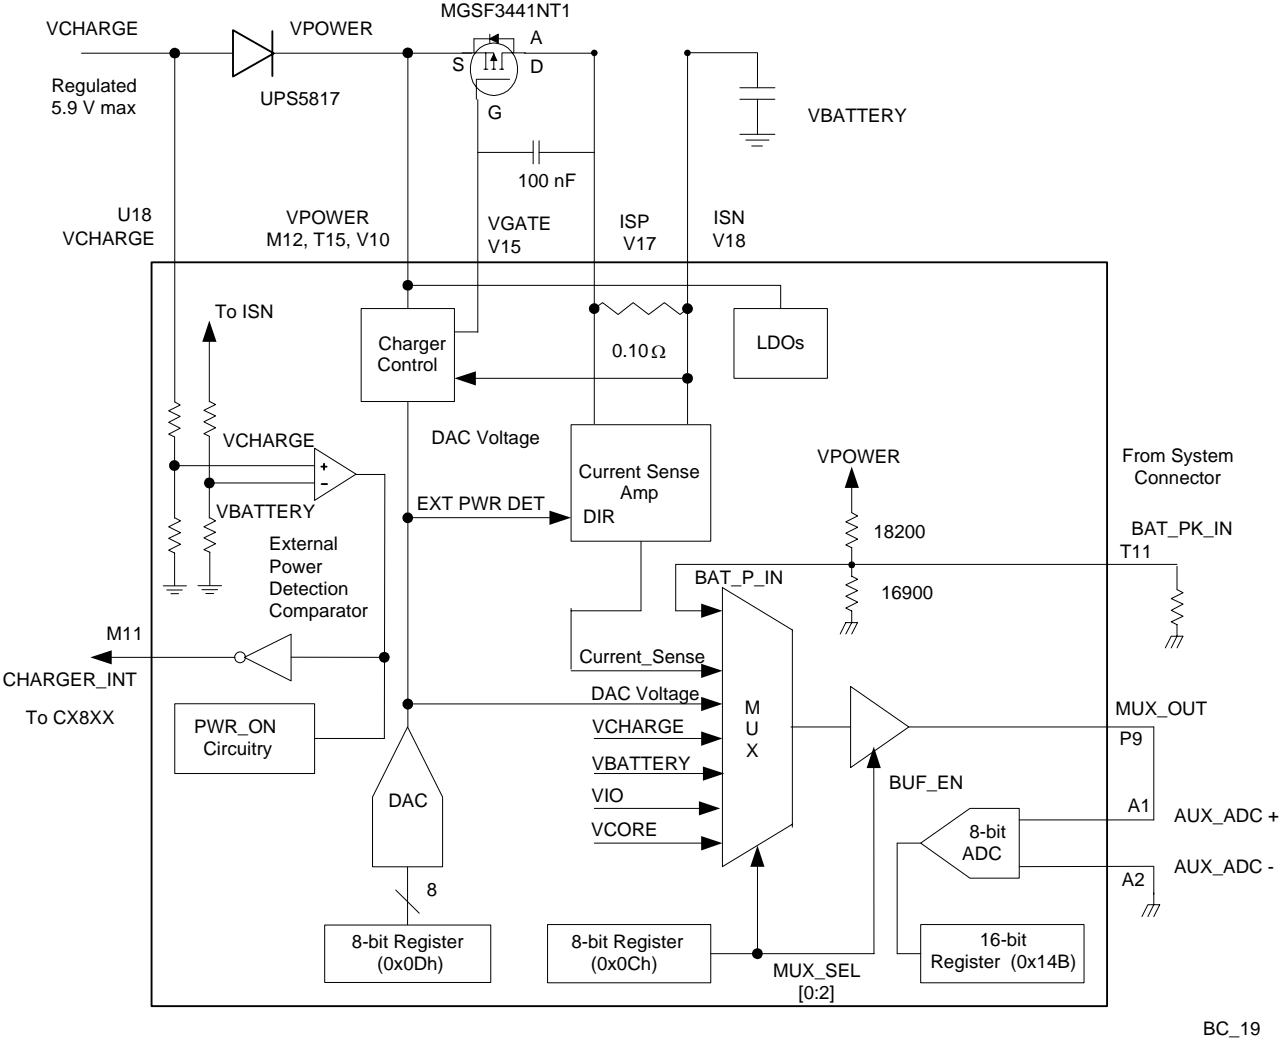 MGSF3441NT1
VCHARGE
VPOWER
A
S
D
Regulated
5.9 V max
UPS5817
G
VBATTERY
100 nF
U18
VCHARGE
VPOWER
M12, T15, V10
VGATE
V15
ISP
V17
ISN
V18
To ISN
Charger
Control
0.10 Ω
LDOs
VCHARGE
+
−
VBATTERY
DAC Voltage
Current Sense
Amp
DIR
EXT PWR DET
VPOWER
18200
16900
From System
Connector
BAT_PK_IN
T11
External
Power
Detection
Comparator
BAT_P_IN
M11
CHARGER_INT
To CX8XX
PWR_ON
Circuitry
Current_Sense
DAC Voltage
VCHARGE
VBATTERY
VIO
VCORE
M
U
X
MUX_OUT
P9
BUF_EN
DAC
8
A1
AUX_ADC +
8-bit
ADC
A2
AUX_ADC -
8-bit Register
(0x0Dh)
8-bit Register
(0x0Ch)
MUX_SEL
[0:2]
16-bit
Register (0x14B)
BC_19